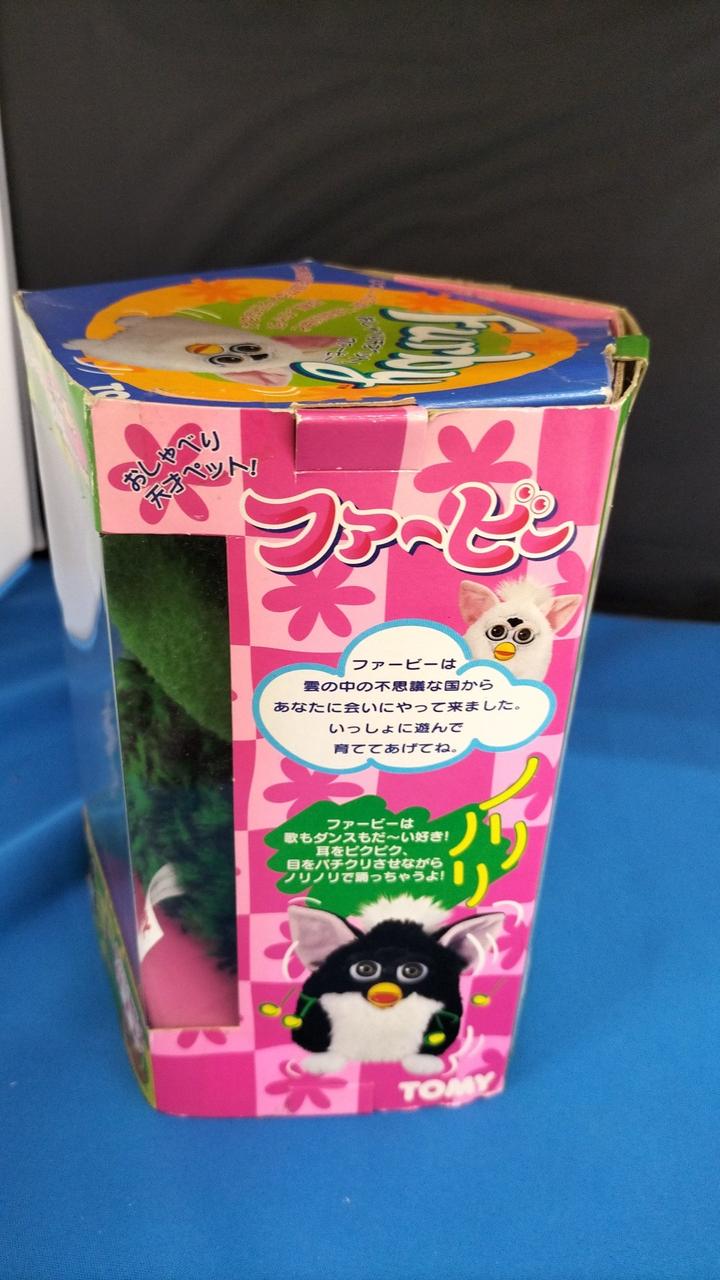 Furby
TO
おしゃべり
天才ペット!
ファービー
ファービーは
雲の中の不思議な国から
あなたに会いにやって来ました。
いっしょに遊んで
育ててあげてね。
ファービーは
歌もダンスもだ〜い好き!
耳をピクピク、
目をパチクリさせながら
ノリノリで踊っちゃうよ!
ノリノリ
TOMY